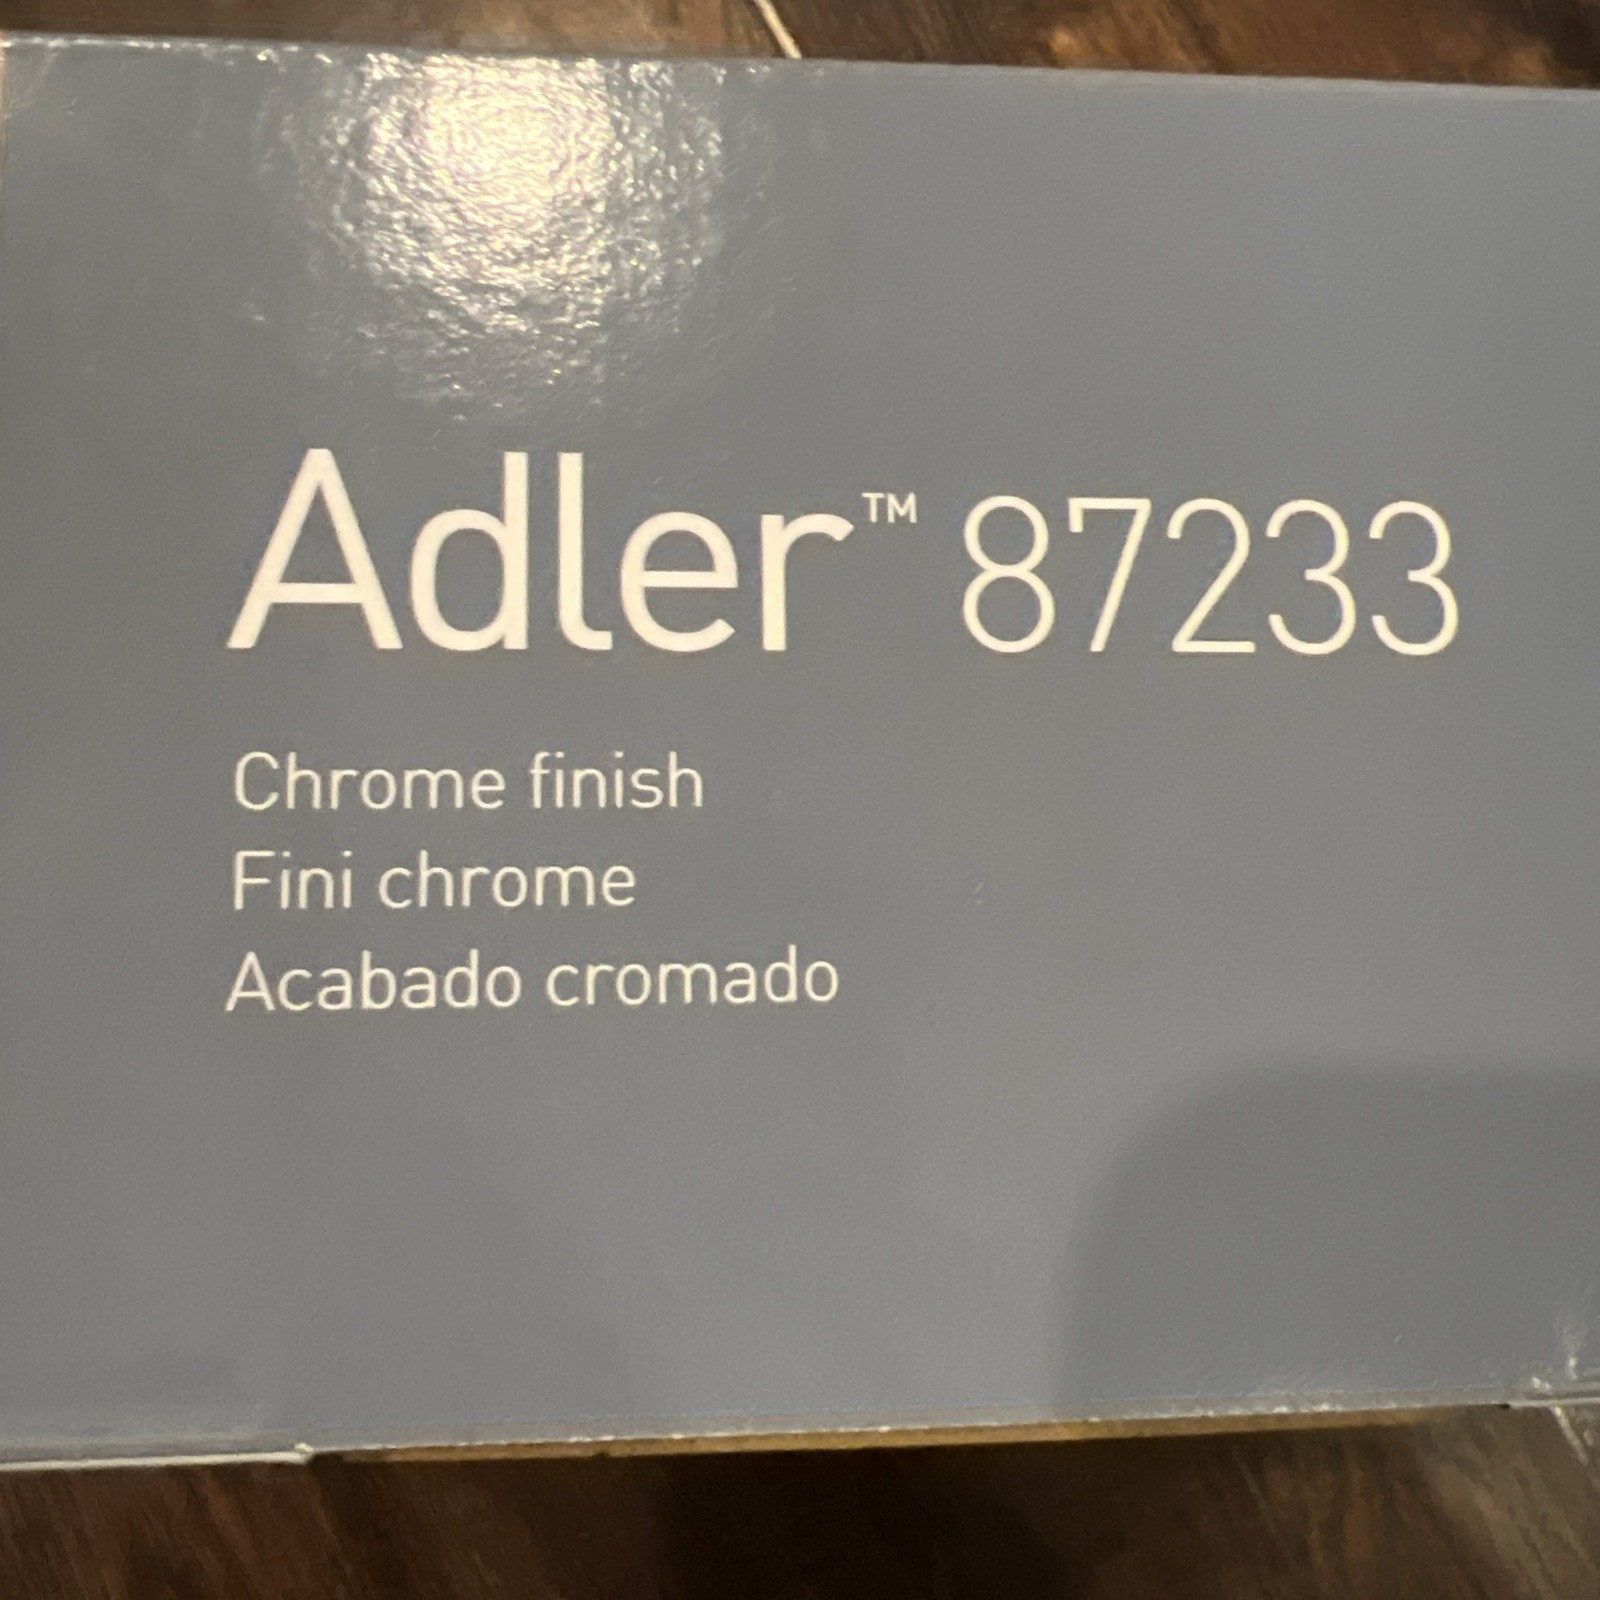 Adler™ 87233
Chrome finish
Fini chrome
Acabado cromado